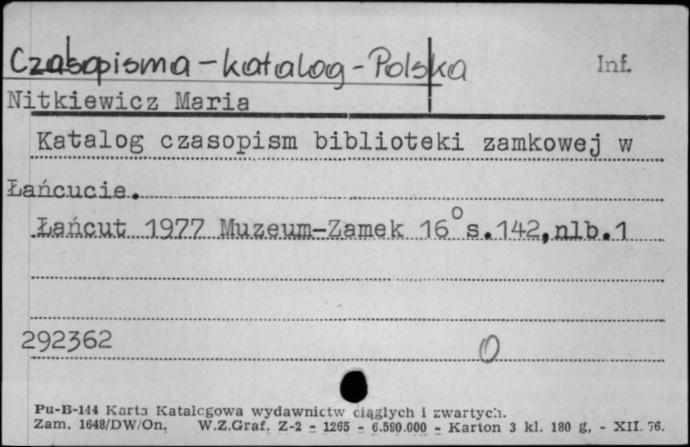 Czasopisma - katalog - Polska Inf.
Nitkiewicz Maria
Katalog czasopism biblioteki zamkowej w
Łańcucie.
Łańcut 1977 Muzeum-Zamek 16° s.142,nlb.1
292362 0
Pu-B-144 Karta Katalogowa wydawnictw ciągłych i zwartych.
Zam. 1648/DW/On. W.Z.Graf. Z-2 - 1265 - 6.580.000 - Karton 3 kl. 180 g. - XII. 76.